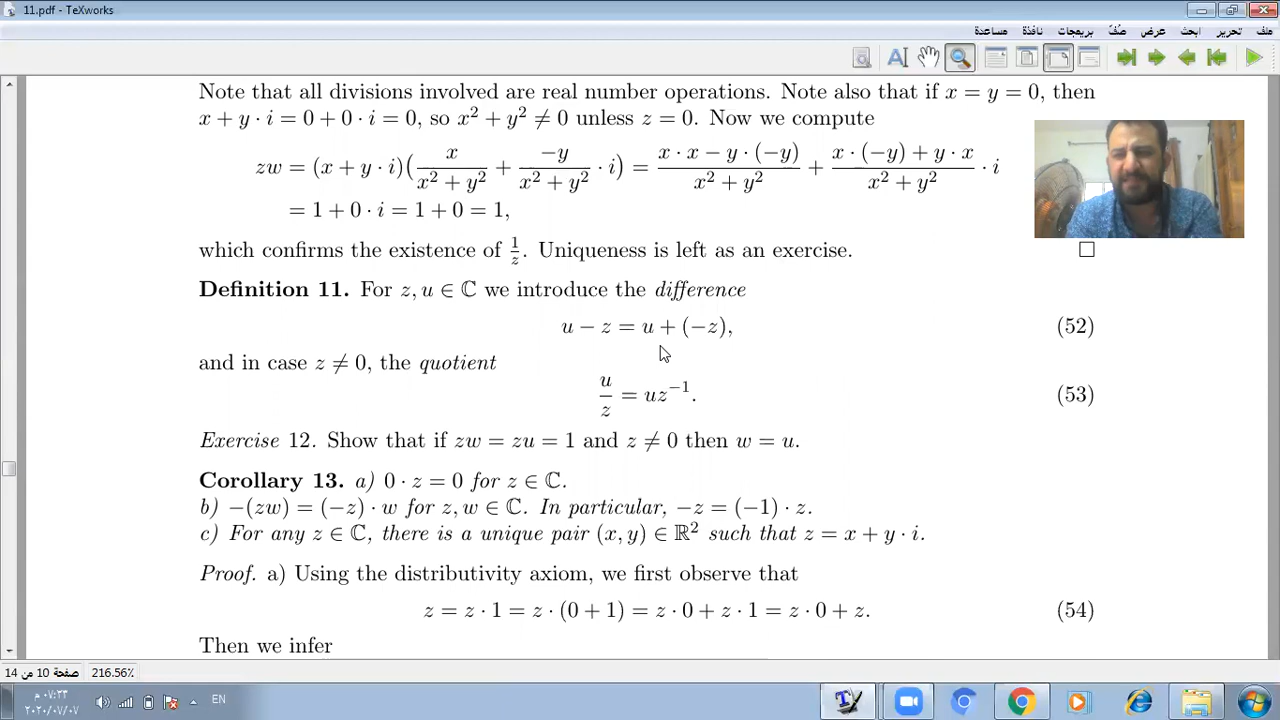 11.pdf - TeXworks
ملف تحرير ابحث عرض صُفّ بريمجات نافذة مساعدة
Note that all divisions involved are real number operations. Note also that if x = y = 0, then
x + y · i = 0 + 0 · i = 0, so x² + y² ≠ 0 unless z = 0. Now we compute
zw = (x + y · i)(x/(x² + y²) + (−y)/(x² + y²) · i) = (x · x − y · (−y))/(x² + y²) + (x · (−y) + y · x)/(x² + y²) · i
= 1 + 0 · i = 1 + 0 = 1,
which confirms the existence of 1/z. Uniqueness is left as an exercise. □
Definition 11. For z, u ∈ ℂ we introduce the difference
u − z = u + (−z), (52)
and in case z ≠ 0, the quotient
u/z = uz⁻¹. (53)
Exercise 12. Show that if zw = zu = 1 and z ≠ 0 then w = u.
Corollary 13. a) 0 · z = 0 for z ∈ ℂ.
b) −(zw) = (−z) · w for z, w ∈ ℂ. In particular, −z = (−1) · z.
c) For any z ∈ ℂ, there is a unique pair (x, y) ∈ ℝ² such that z = x + y · i.
Proof. a) Using the distributivity axiom, we first observe that
z = z · 1 = z · (0 + 1) = z · 0 + z · 1 = z · 0 + z. (54)
Then we infer
216.56% صفحة 10 من 14
EN ٠٧:٢٣ م
٢٠٢٠/٠٧/٠٧